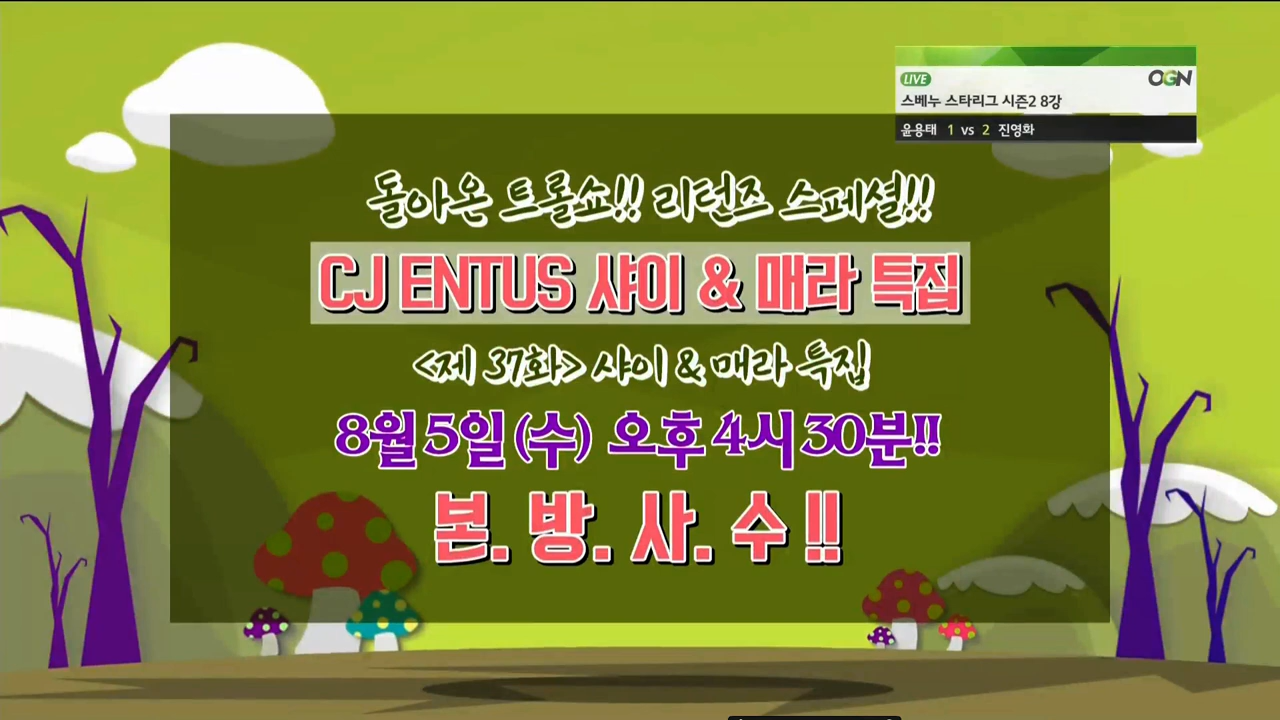 LIVE
OGN
스베누 스타리그 시즌2 8강
윤용태 1 vs 2 진영화
돌아온 트롤쇼!! 리턴즈 스페셜!!
CJ ENTUS 샤이 & 매라 특집
<제 37화> 샤이 & 매라 특집
8월 5일(수) 오후 4시 30분!!
본. 방. 사. 수 !!